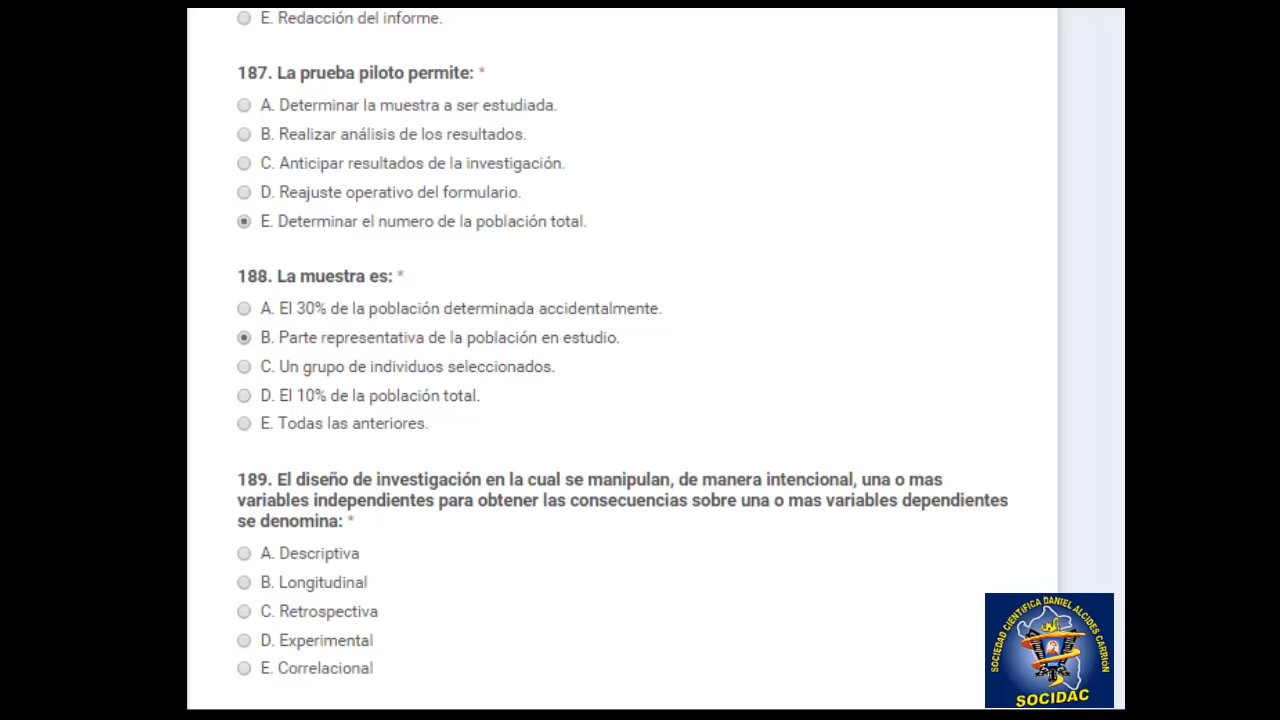 E. Redacción del informe.
187. La prueba piloto permite: *
A. Determinar la muestra a ser estudiada.
B. Realizar análisis de los resultados.
C. Anticipar resultados de la investigación.
D. Reajuste operativo del formulario.
E. Determinar el numero de la población total.
188. La muestra es: *
A. El 30% de la población determinada accidentalmente.
B. Parte representativa de la población en estudio.
C. Un grupo de individuos seleccionados.
D. El 10% de la población total.
E. Todas las anteriores.
189. El diseño de investigación en la cual se manipulan, de manera intencional, una o mas
variables independientes para obtener las consecuencias sobre una o mas variables dependientes
se denomina: *
A. Descriptiva
B. Longitudinal
C. Retrospectiva
D. Experimental
E. Correlacional
SOCIEDAD CIENTIFICA DANIEL ALCIDES CARRIÓN
SOCIDAC